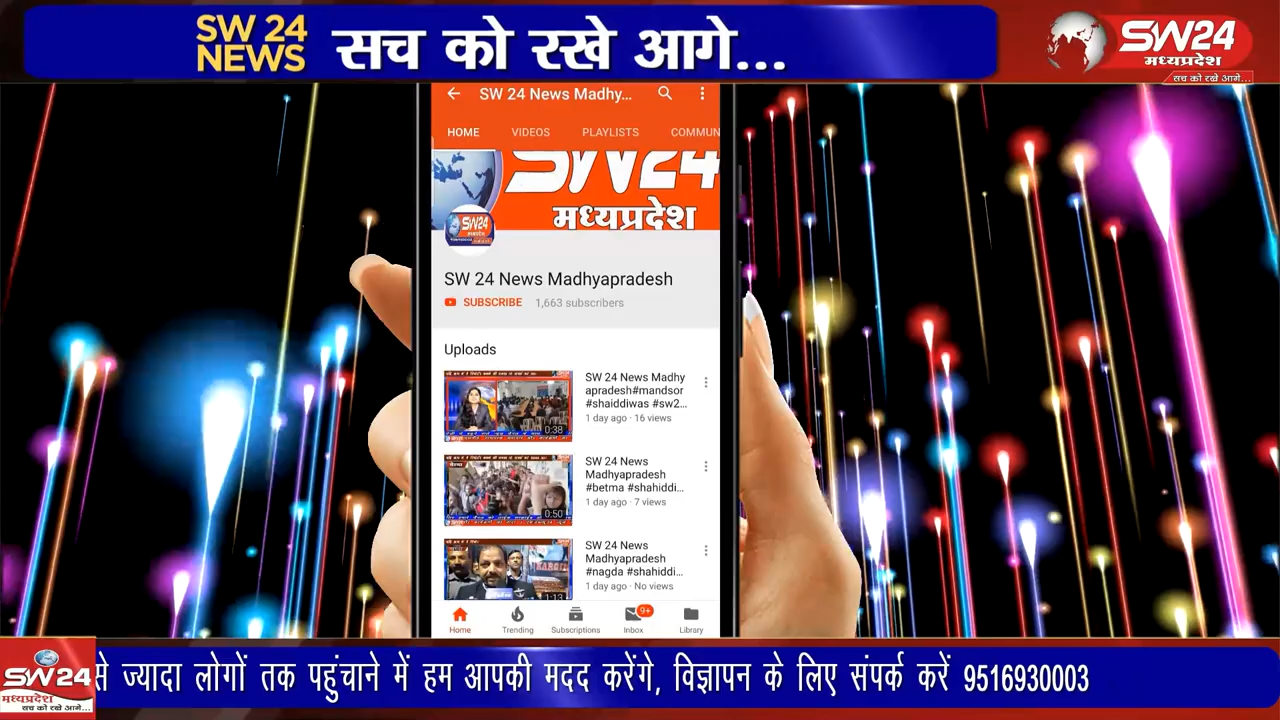 SW 24
NEWS
सच को रखे आगे...
SW24
मध्यप्रदेश
सच को रखे आगे...
SW 24 News Madhy...
HOME VIDEOS PLAYLISTS COMMUN
SW24
मध्यप्रदेश
SW24
SW 24 News Madhyapradesh
SUBSCRIBE 1,663 subscribers
Uploads
SW 24 News Madhy
apradesh#mandsor
#shaiddiwas #sw2...
1 day ago · 16 views
0:38
SW 24 News
Madhyapradesh
#betma #shahiddi...
1 day ago · 7 views
0:50
SW 24 News
Madhyapradesh
#nagda #shahiddi...
1 day ago · No views
1:13
9+
Home Trending Subscriptions Inbox Library
SW24
मध्यप्रदेश
सच को रखे आगे...
से ज्यादा लोगों तक पहुंचाने में हम आपकी मदद करेंगे, विज्ञापन के लिए संपर्क करें 9516930003